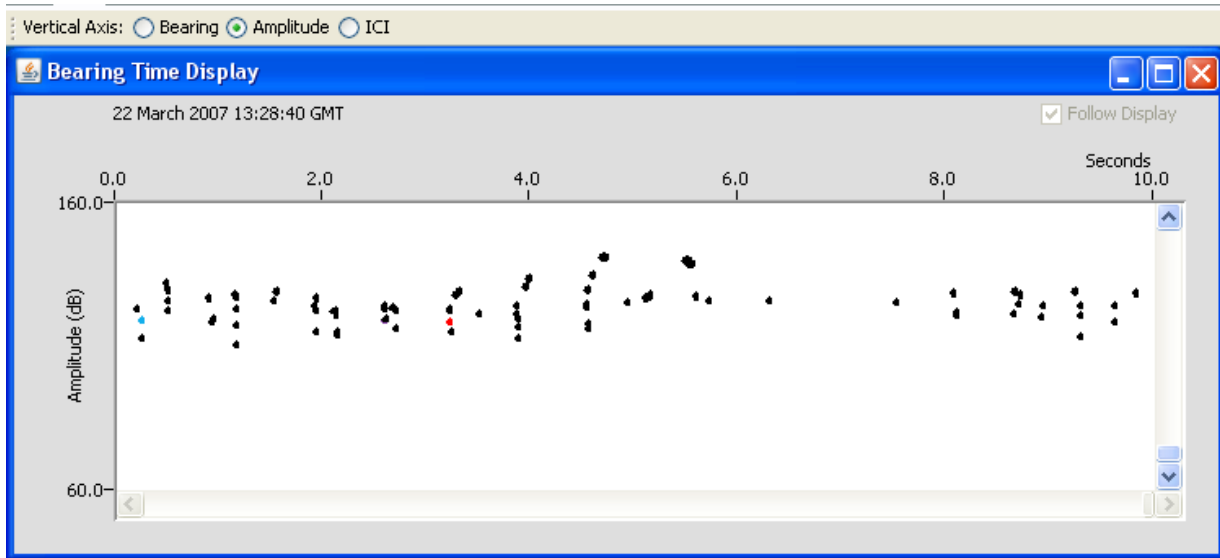 Vertical Axis: Bearing Amplitude ICI
Bearing Time Display
22 March 2007 13:28:40 GMT Follow Display
Seconds
0.0 2.0 4.0 6.0 8.0 10.0
160.0
Amplitude (dB)
60.0